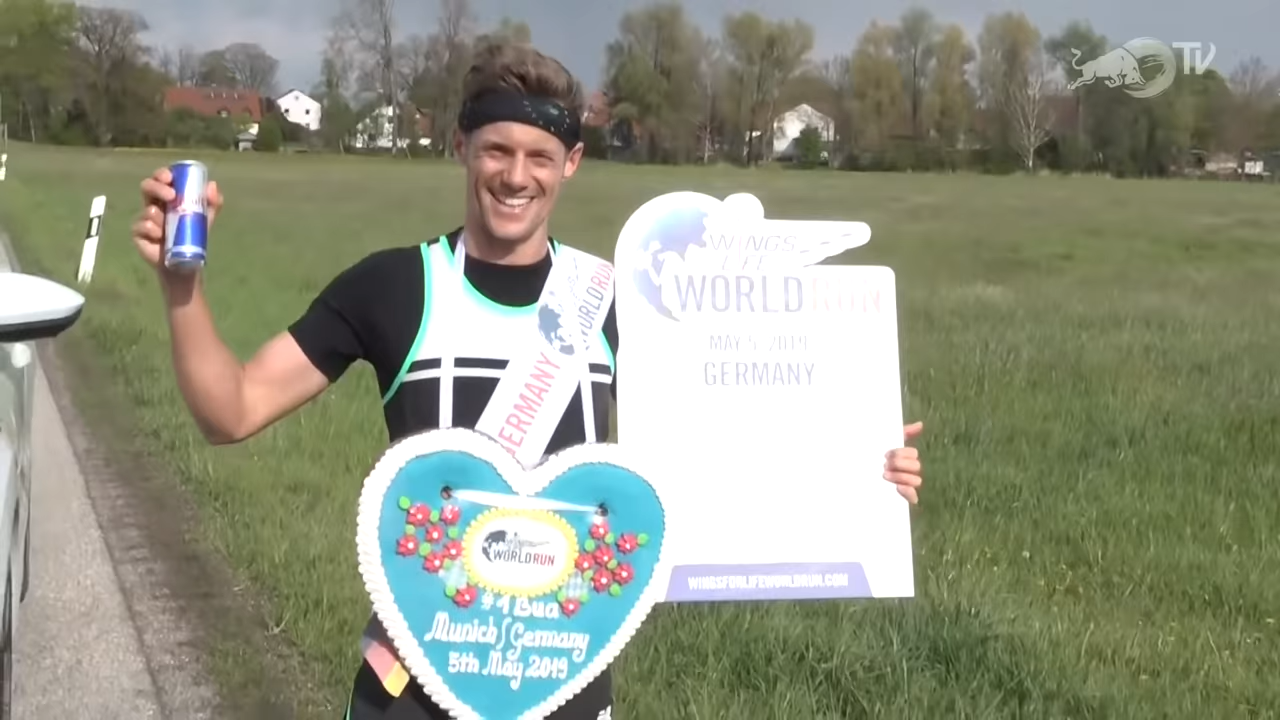 TV
WINGS
LIFE
WORLD RUN
MAY 5, 2019
GERMANY
WORLD RUN
GERMANY
WORLD RUN
#1 Bua
Munich/Germany
5th May 2019
WINGSFORLIFEWORLDRUN.COM